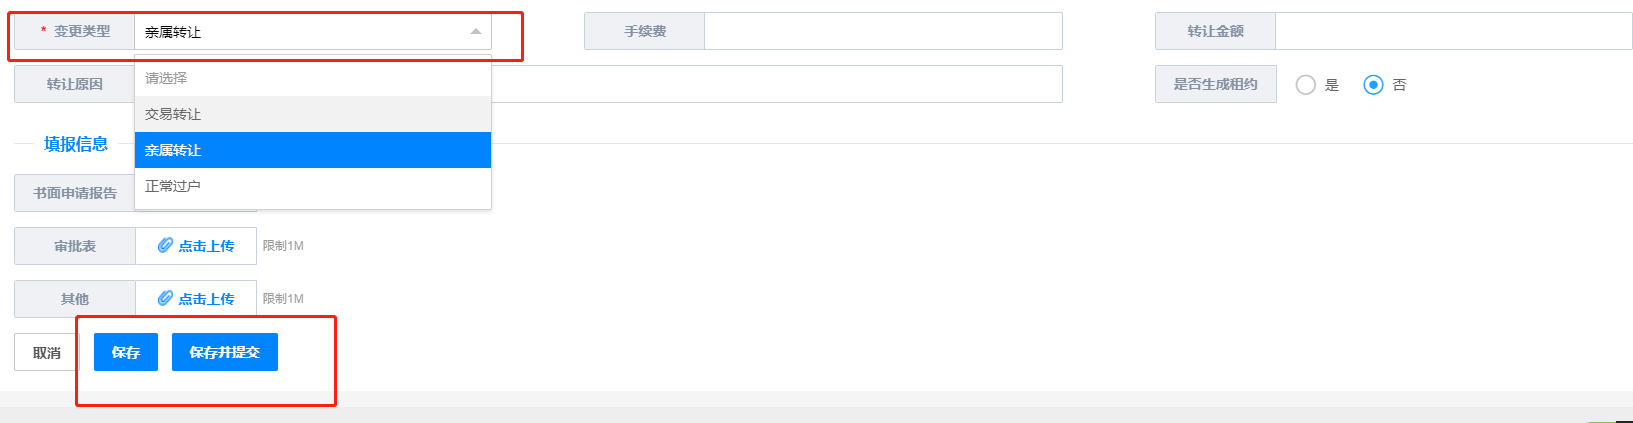 * 变更类型 亲属转让 手续费 转让金额
请选择
转让原因 是否生成租约 是 否
交易转让
填报信息 亲属转让
书面申请报告 正常过户
审批表 点击上传 限制1M
其他 点击上传 限制1M
取消 保存 保存并提交